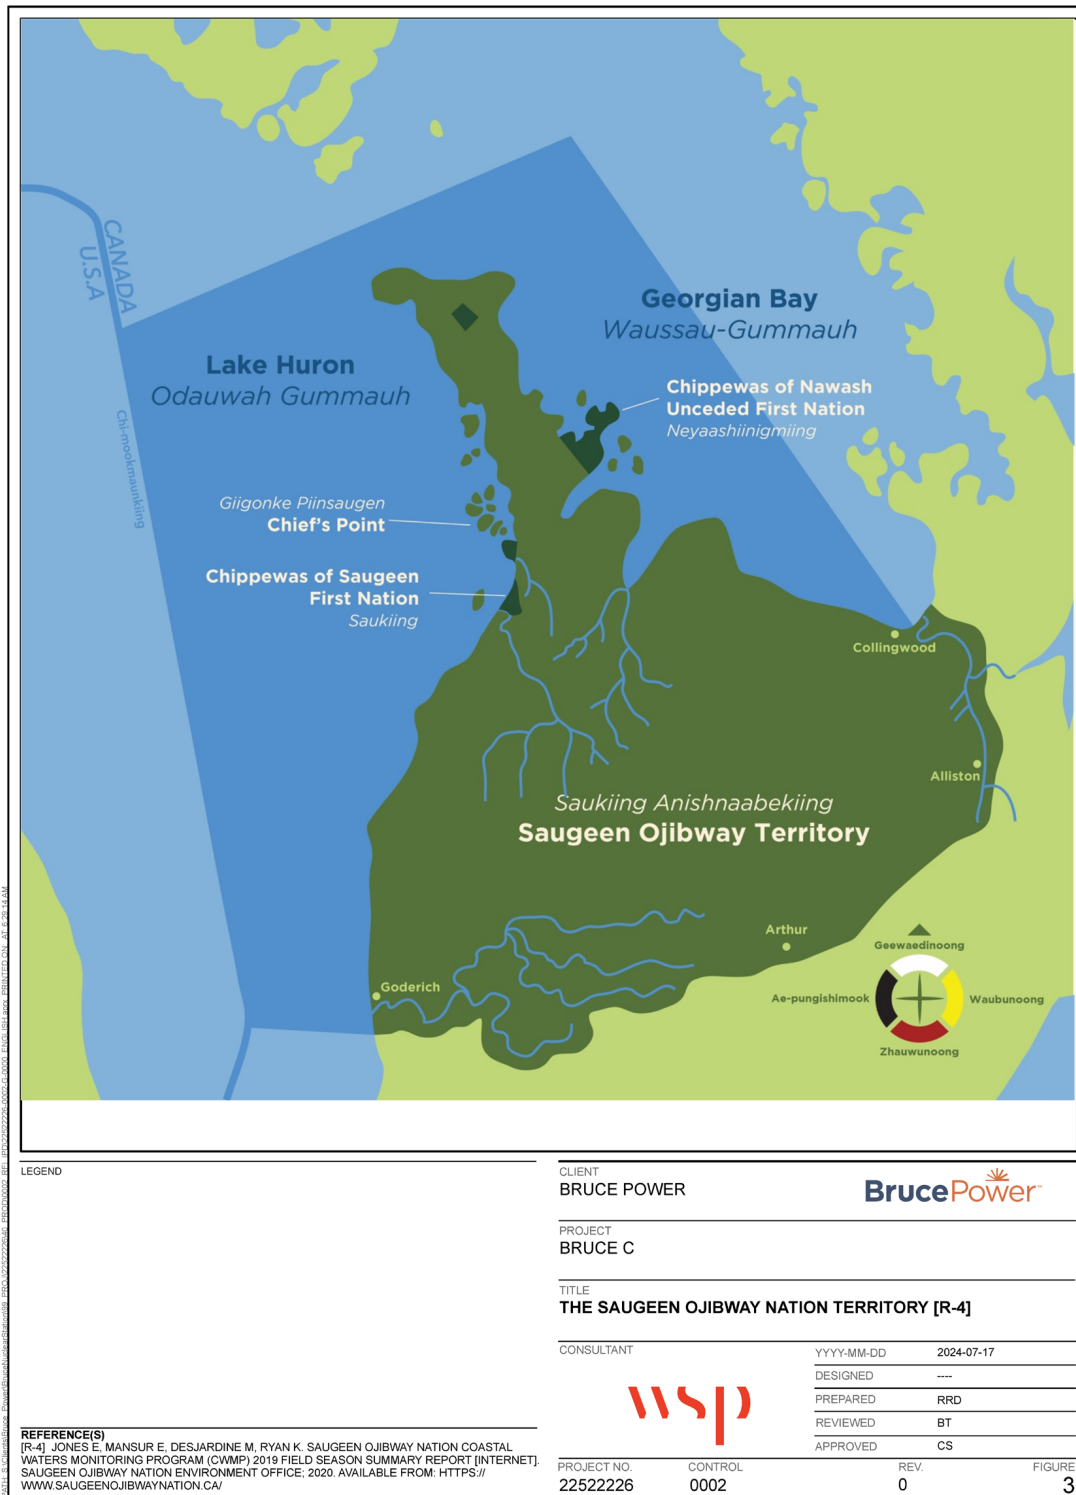 CANADA
U.S.A
Georgian Bay
Waussau-Gummauh
Lake Huron
Odauwah Gummauh
Chi-mookmaunkiing
Chippewas of Nawash
Unceded First Nation
Neyaashiinigmiing
Giigonke Piinsaugen
Chief's Point
Chippewas of Saugeen
First Nation
Saukiing
Collingwood
Alliston
Saukiing Anishnaabekiing
Saugeen Ojibway Territory
Arthur
Goderich
Geewaedinoong
Ae-pungishimook
Waubunoong
Zhauwunoong
LEGEND
REFERENCE(S)
[R-4] JONES E, MANSUR E, DESJARDINE M, RYAN K. SAUGEEN OJIBWAY NATION COASTAL
WATERS MONITORING PROGRAM (CWMP) 2019 FIELD SEASON SUMMARY REPORT [INTERNET].
SAUGEEN OJIBWAY NATION ENVIRONMENT OFFICE; 2020. AVAILABLE FROM: HTTPS://
WWW.SAUGEENOJIBWAYNATION.CA/
CLIENT
BRUCE POWER
BrucePower™
PROJECT
BRUCE C
TITLE
THE SAUGEEN OJIBWAY NATION TERRITORY [R-4]
CONSULTANT
wsp
YYYY-MM-DD 2024-07-17
DESIGNED ----
PREPARED RRD
REVIEWED BT
APPROVED CS
PROJECT NO. CONTROL REV. FIGURE
22522226 0002 0 3